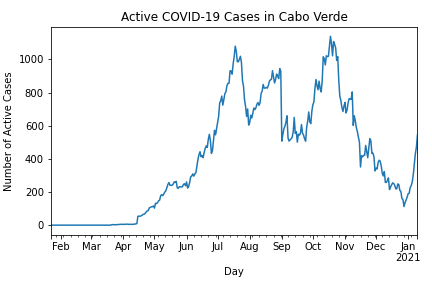 Active COVID-19 Cases in Cabo Verde
Number of Active Cases
1000
800
600
400
200
0
Feb Mar Apr May Jun Jul Aug Sep Oct Nov Dec Jan
2021
Day